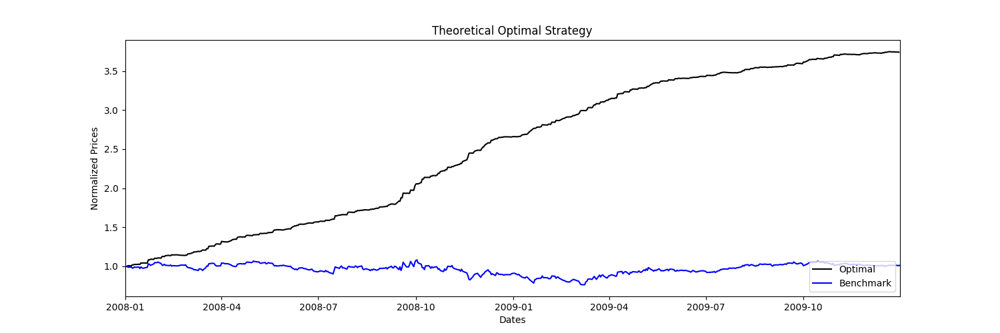 Theoretical Optimal Strategy
Normalized Prices
3.5
3.0
2.5
2.0
1.5
1.0
2008-01 2008-04 2008-07 2008-10 2009-01 2009-04 2009-07 2009-10
Dates
Optimal
Benchmark